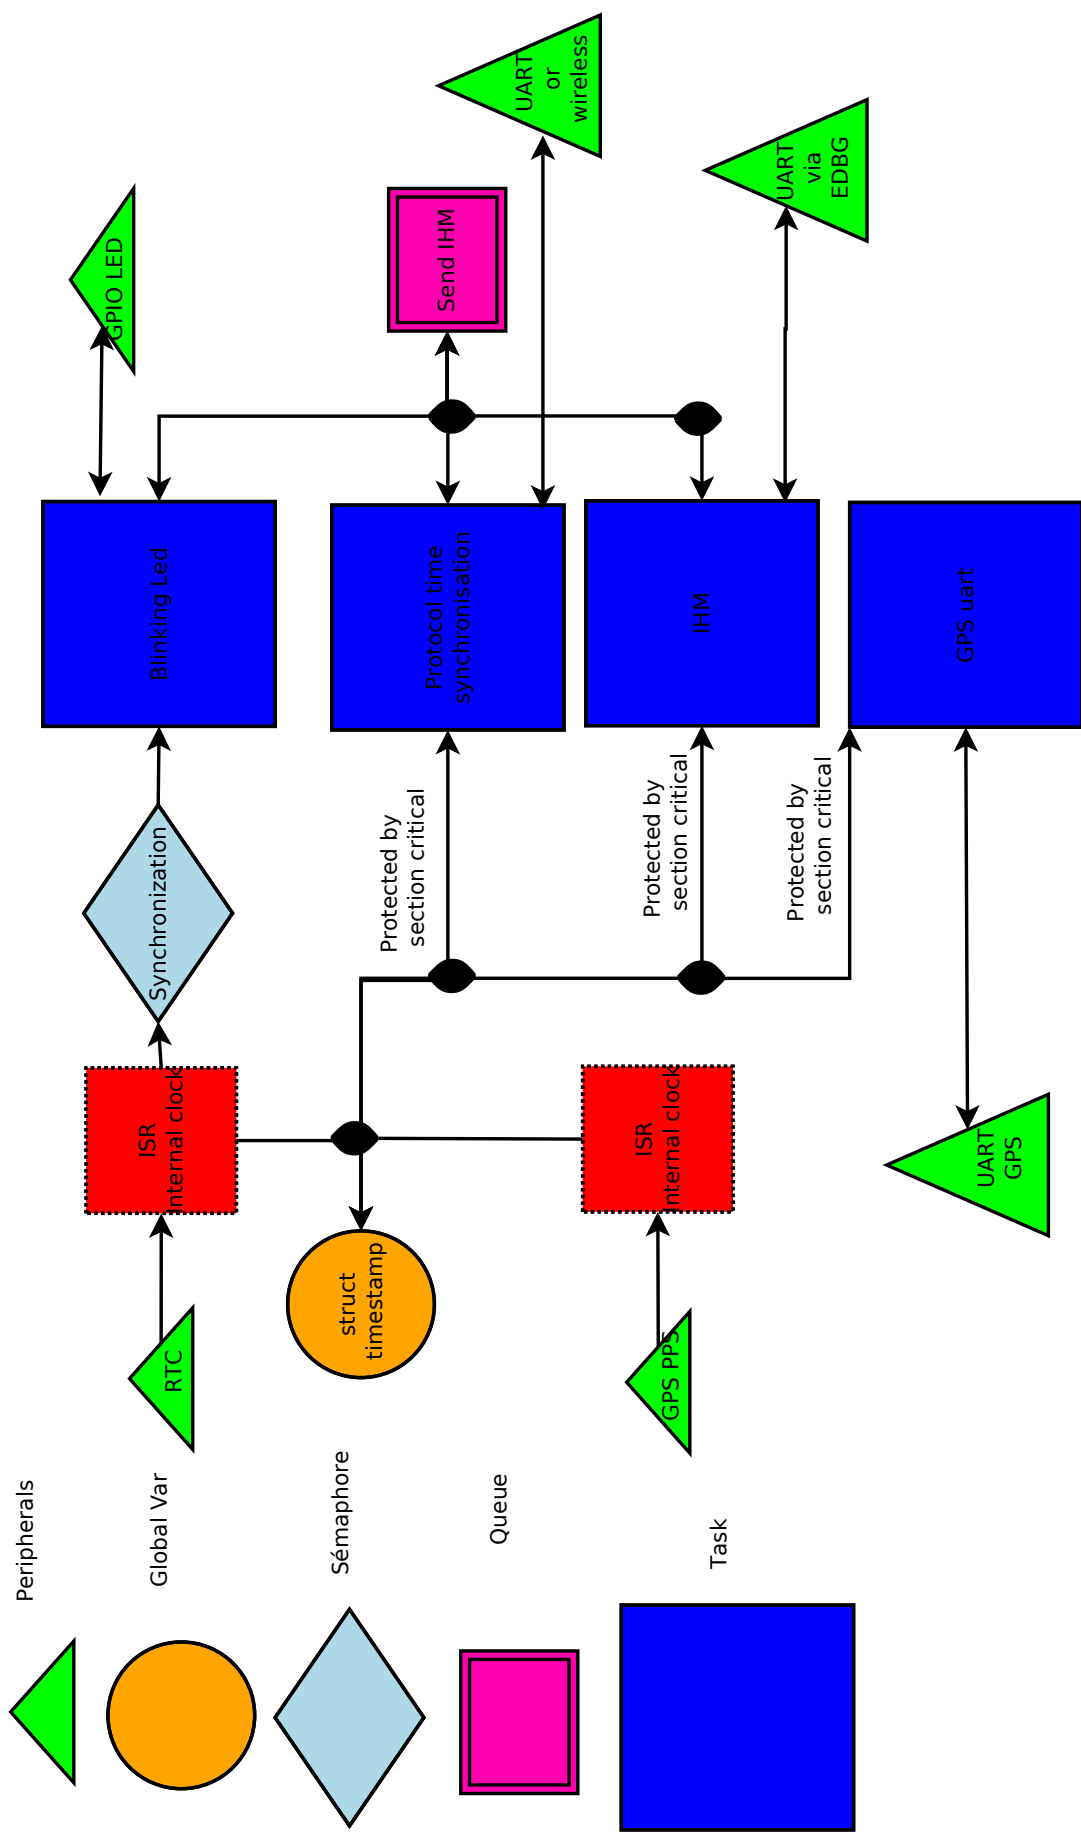 Peripherals
Global Var
Sémaphore
Queue
Task
RTC
ISR
Internal clock
Synchronization
Blinking Led
GPIO LED
struct
timestamp
Protected by
section critical
Protocol time
synchronisation
Send IHM
UART
or
wireless
GPS PPS
ISR
Internal clock
Protected by
section critical
IHM
UART
via
EDBG
Protected by
section critical
UART
GPS
GPS uart